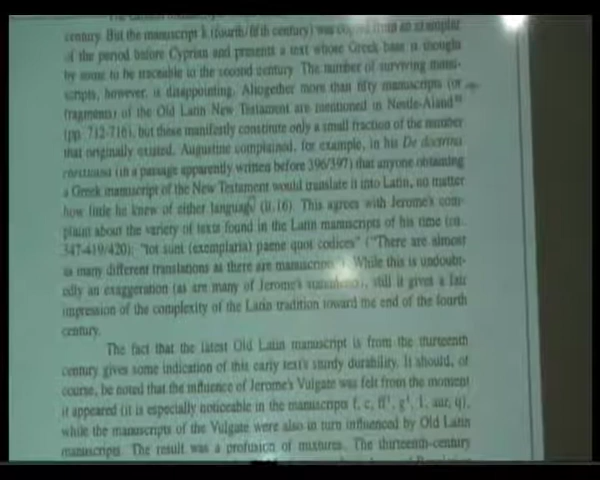 century. But the manuscript k (fourth/fifth century) was copied from an exemplar
of the period before Cyprian and presents a text whose Greek base is thought
by some to be traceable to the second century. The number of surviving manu-
scripts, however, is disappointing. Altogether more than fifty manuscripts (or
fragments) of the Old Latin New Testament are mentioned in Nestle-Aland
(pp. 712-716), but these manifestly constitute only a small fraction of the number
that originally existed. Augustine complained, for example, in his De doctrina
christiana (in a passage apparently written before 396/397) that anyone obtaining
a Greek manuscript of the New Testament would translate it into Latin, no matter
how little he knew of either language (ii.16). This agrees with Jerome's com-
plaint about the variety of texts found in the Latin manuscripts of his time (ca.
347-419/420): "tot sunt (exemplaria) paene quot codices" ("There are almost
as many different translations as there are manuscripts"). While this is undoubt-
edly an exaggeration (as are many of Jerome's statements), still it gives a fair
impression of the complexity of the Latin tradition toward the end of the fourth
century.
The fact that the latest Old Latin manuscript is from the thirteenth
century gives some indication of this early text's sturdy durability. It should, of
course, be noted that the influence of Jerome's Vulgate was felt from the moment
it appeared (it is especially noticeable in the manuscripts f, c, ff¹, g¹, l, aur, q),
while the manuscripts of the Vulgate were also in turn influenced by Old Latin
manuscripts. The result was a profusion of mixtures. The thirteenth-century